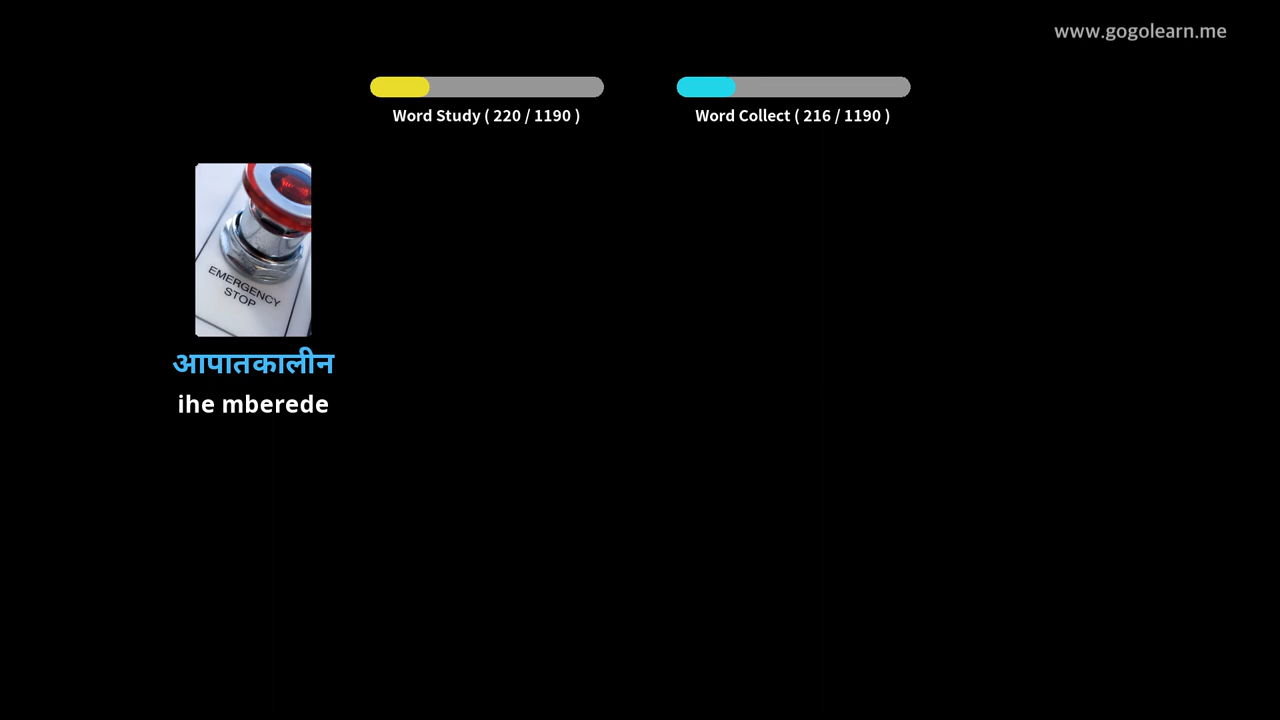 www.gogolearn.me
Word Study ( 220 / 1190 )
Word Collect ( 216 / 1190 )
EMERGENCY
STOP
आपातकालीन
ihe mberede